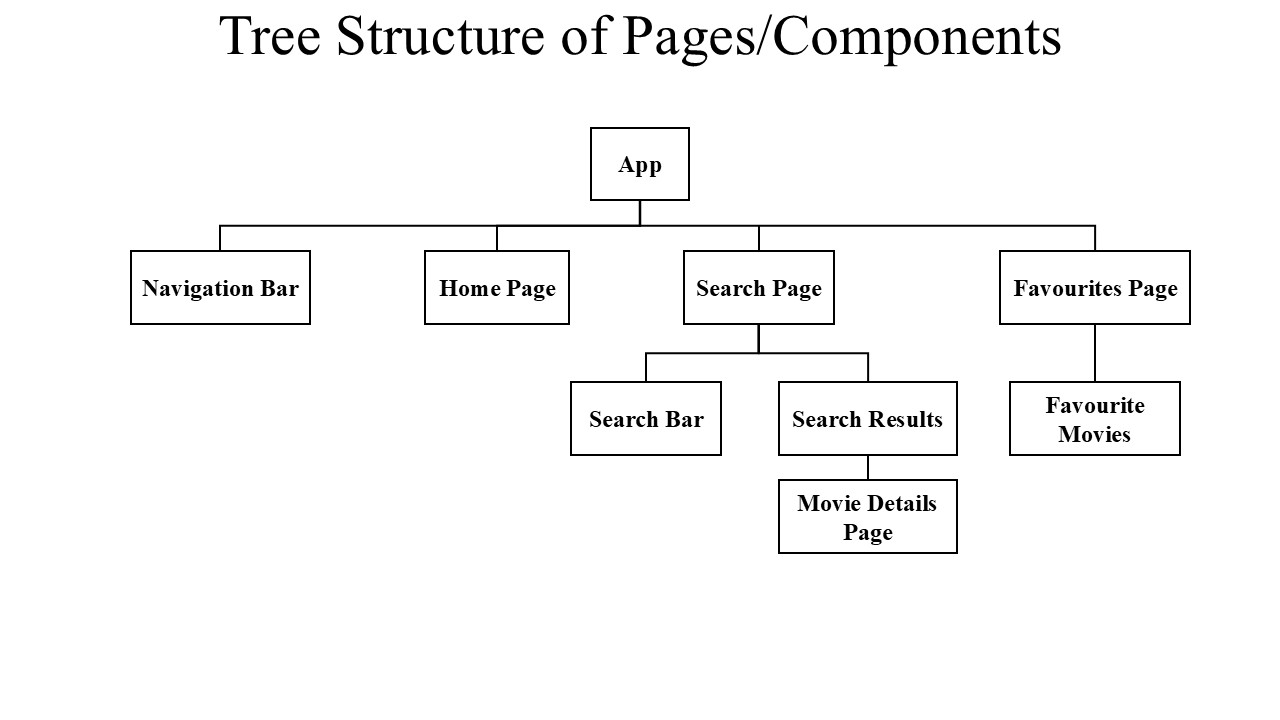 Tree Structure of Pages/Components
App
Navigation Bar
Home Page
Search Page
Favourites Page
Search Bar
Search Results
Favourite
Movies
Movie Details
Page